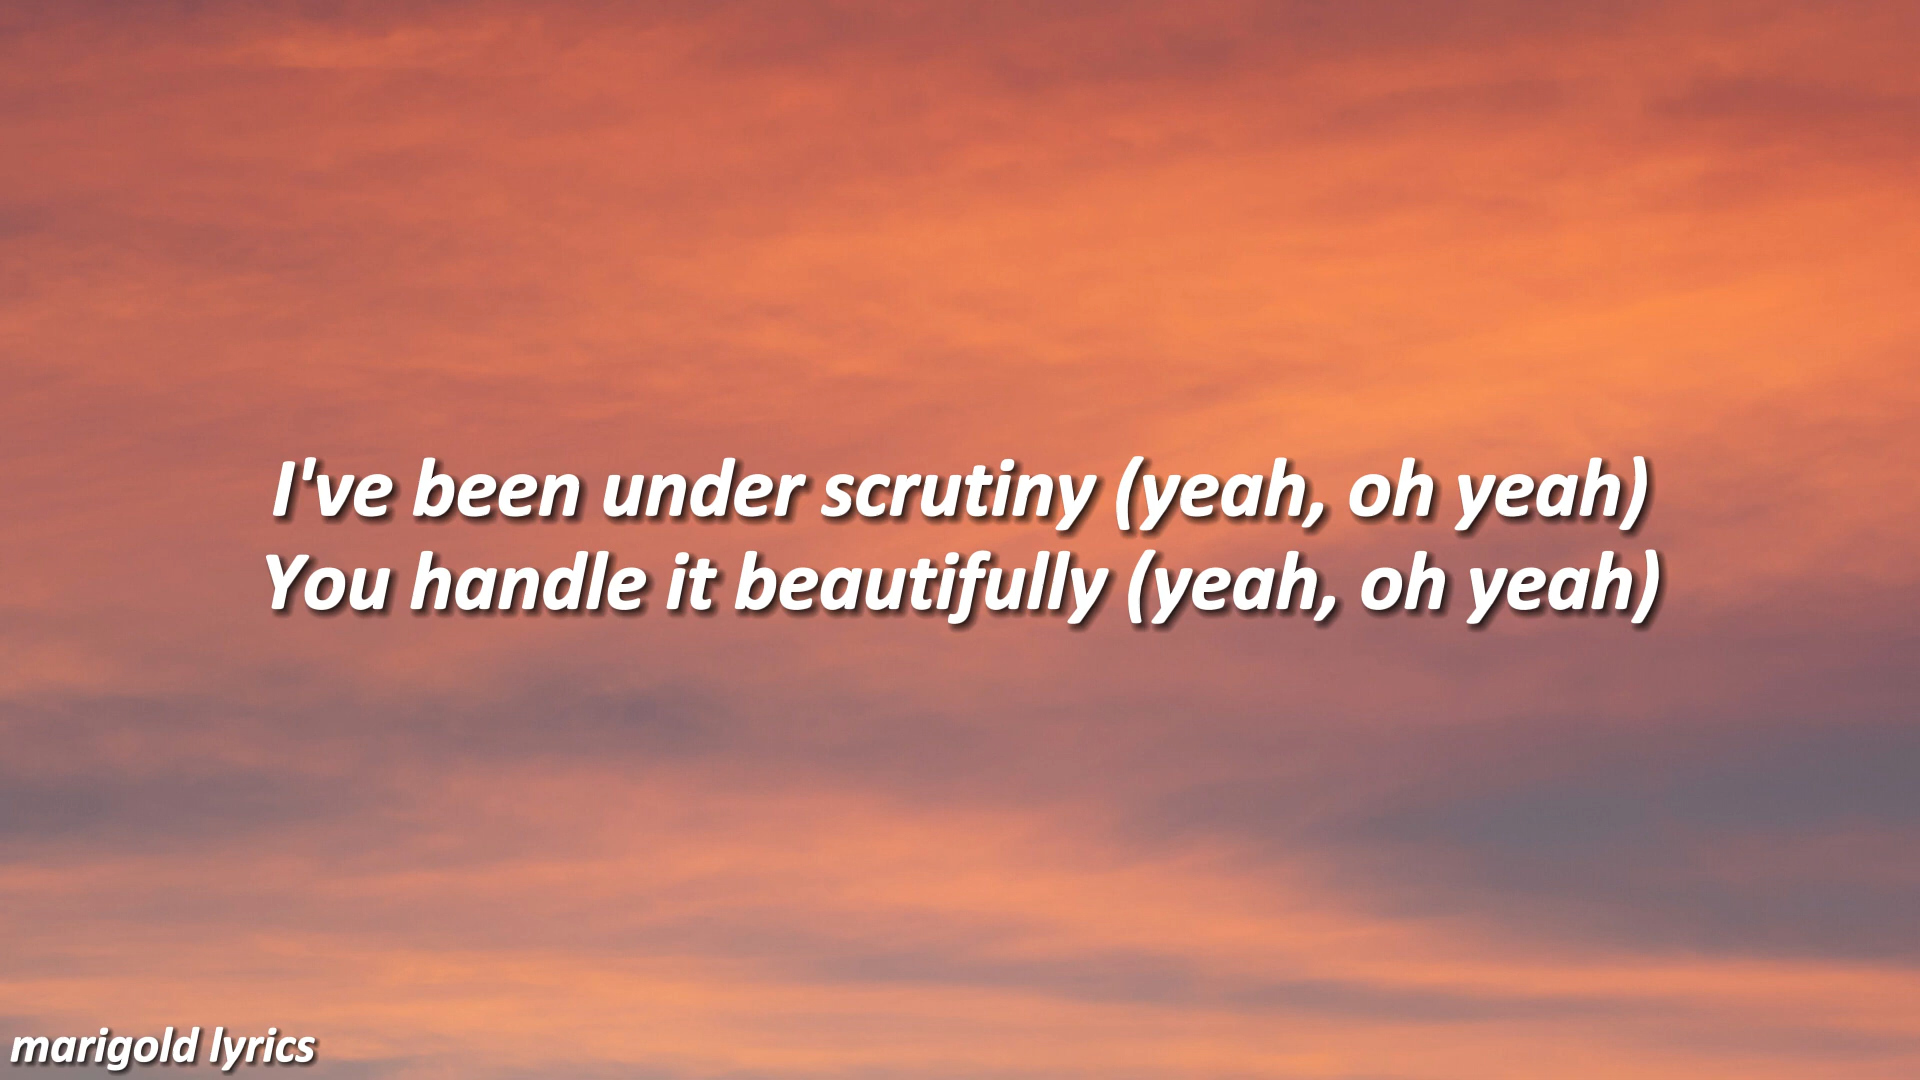 I've been under scrutiny (yeah, oh yeah)
You handle it beautifully (yeah, oh yeah)
marigold lyrics